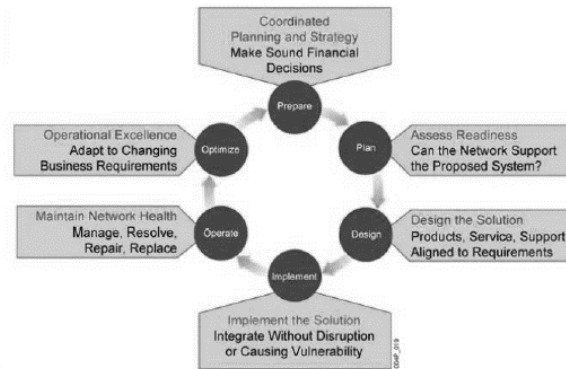 Coordinated
Planning and Strategy
Make Sound Financial
Decisions
Prepare
Operational Excellence
Adapt to Changing
Business Requirements
Optimize
Plan
Assess Readiness
Can the Network Support
the Proposed System?
Maintain Network Health
Manage, Resolve,
Repair, Replace
Operate
Design
Design the Solution
Products, Service, Support
Aligned to Requirements
Implement
Implement the Solution
Integrate Without Disruption
or Causing Vulnerability